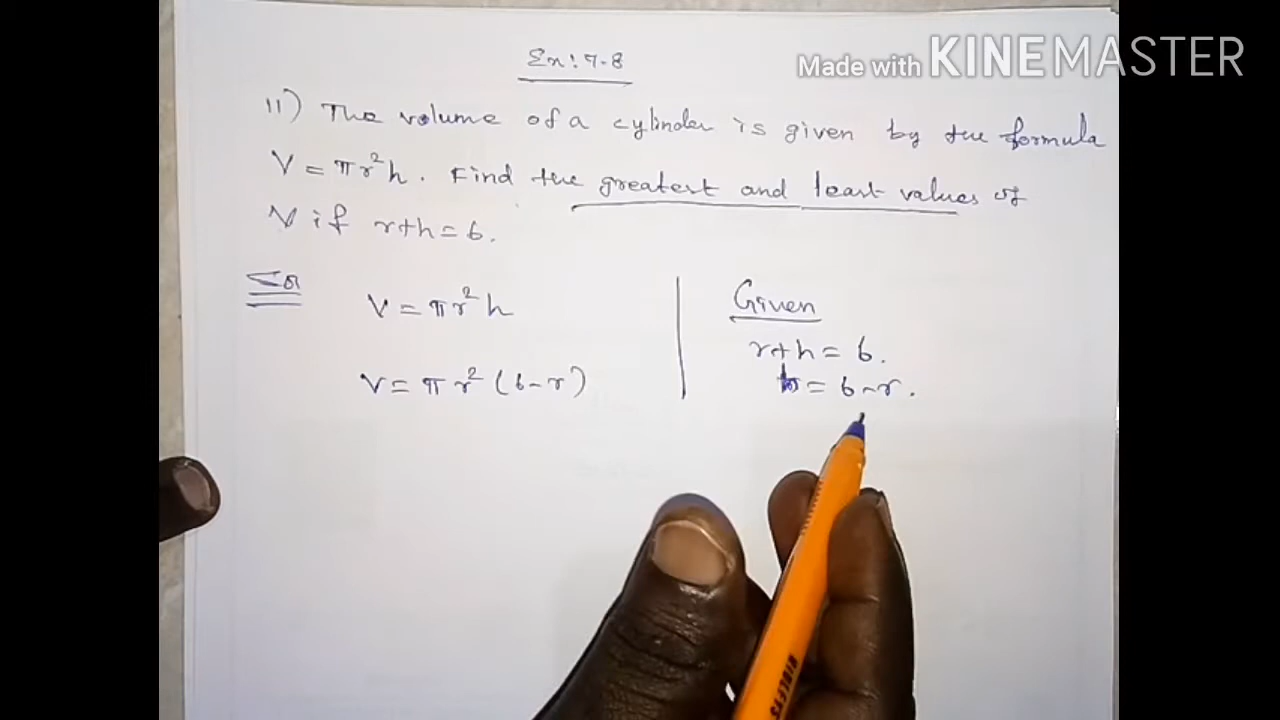 Made with KINEMASTER
Ex: 7.8
11) The volume of a cylinder is given by the formula
V = πr²h. Find the greatest and least values of
V if r+h = 6.
Sol
V = πr²h
V = πr²(6-r)
Given
r+h = 6.
h = 6-r.